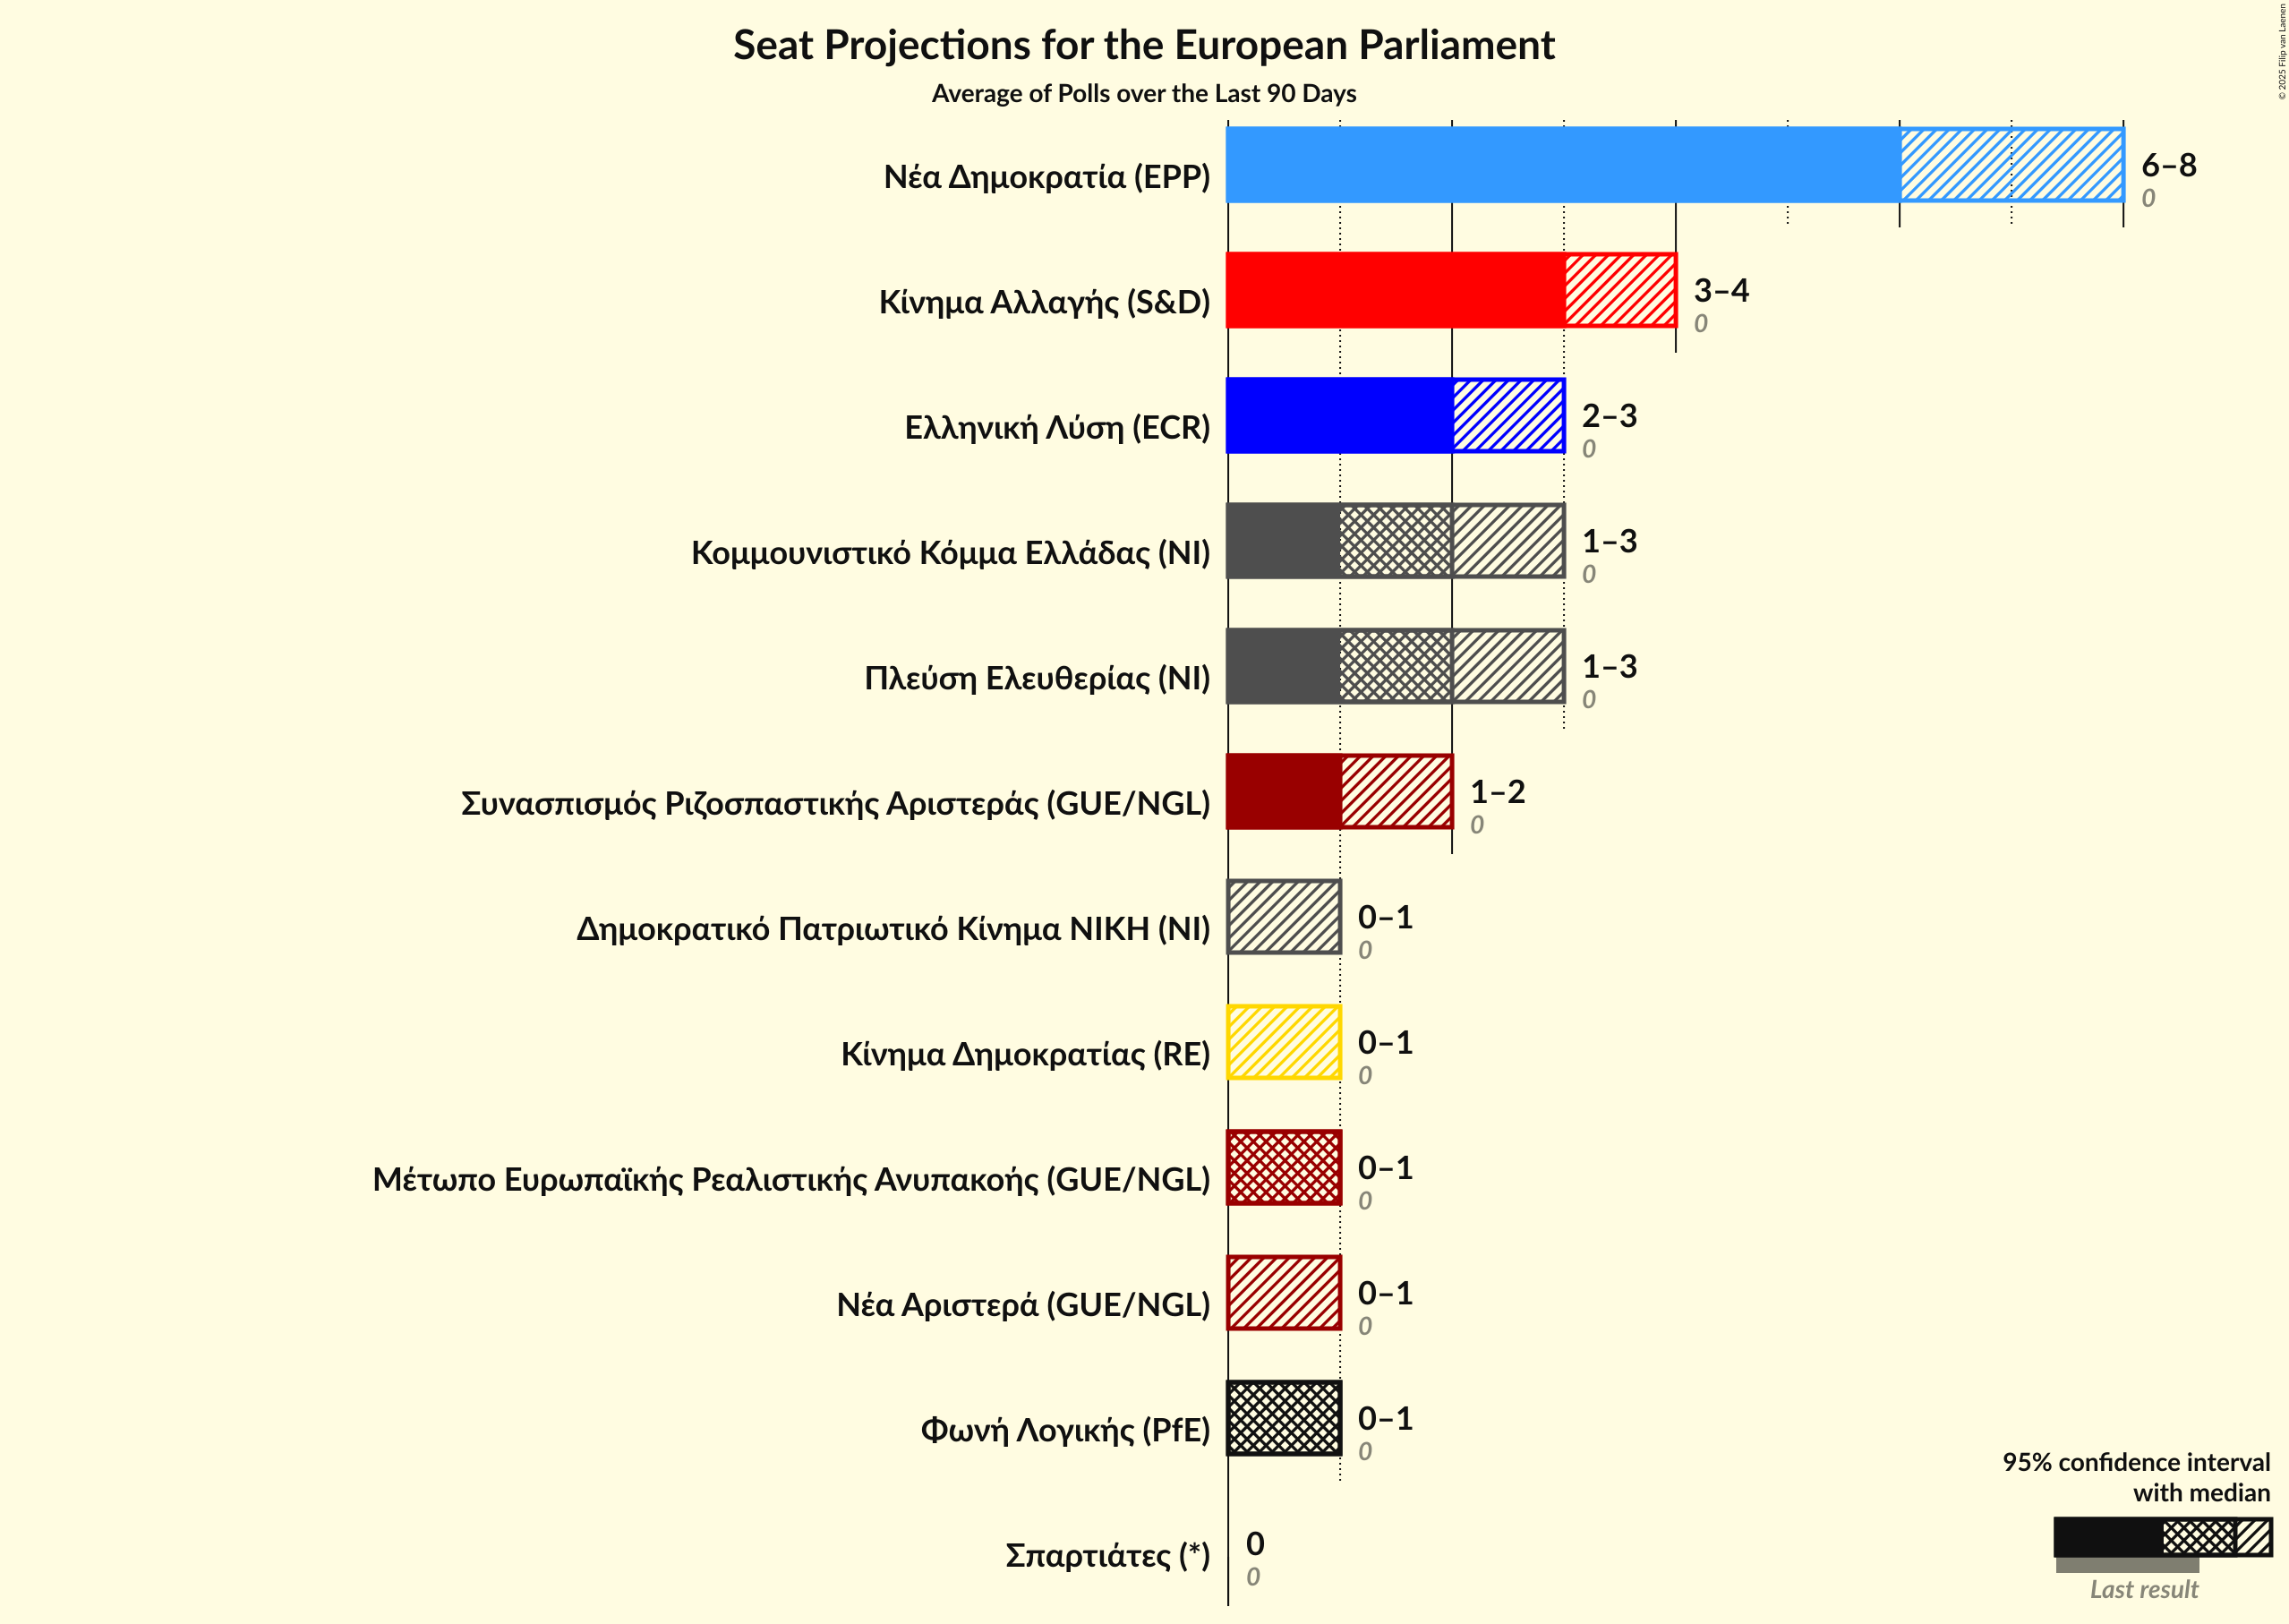 © 2025 Filip van Laenen
Seat Projections for the European Parliament
Average of Polls over the Last 90 Days
Νέα Δημοκρατία (EPP)
6–8
0
Κίνημα Αλλαγής (S&D)
3–4
0
Ελληνική Λύση (ECR)
2–3
0
Κομμουνιστικό Κόμμα Ελλάδας (NI)
1–3
0
Πλεύση Ελευθερίας (NI)
1–3
0
Συνασπισμός Ριζοσπαστικής Αριστεράς (GUE/NGL)
1–2
0
Δημοκρατικό Πατριωτικό Κίνημα ΝΙΚΗ (NI)
0–1
0
Κίνημα Δημοκρατίας (RE)
0–1
0
Μέτωπο Ευρωπαϊκής Ρεαλιστικής Ανυπακοής (GUE/NGL)
0–1
0
Νέα Αριστερά (GUE/NGL)
0–1
0
Φωνή Λογικής (PfE)
0–1
0
Σπαρτιάτες (*)
0
0
95% confidence interval
with median
Last result